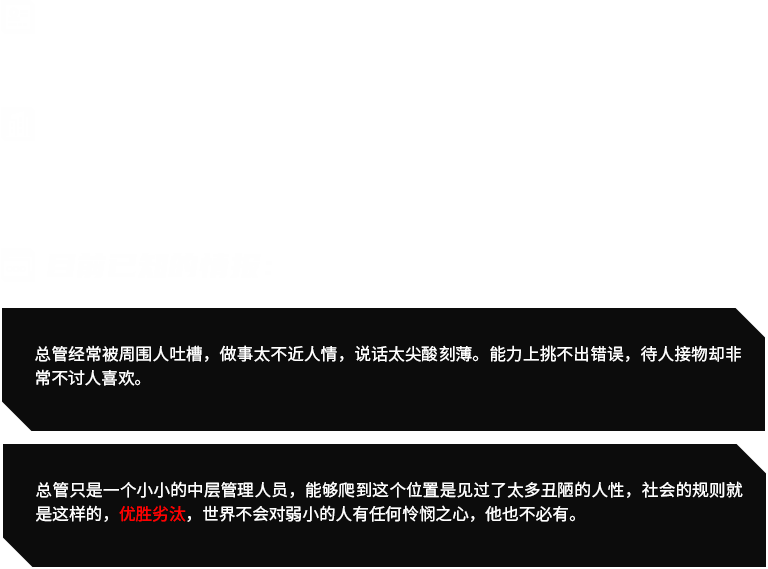 总管经常被周围人吐槽，做事太不近人情，说话太尖酸刻薄。能力上挑不出错误，待人接物却非
常不讨人喜欢。
总管只是一个小小的中层管理人员，能够爬到这个位置是见过了太多丑陋的人性，社会的规则就
是这样的，优胜劣汰，世界不会对弱小的人有任何怜悯之心，他也不必有。